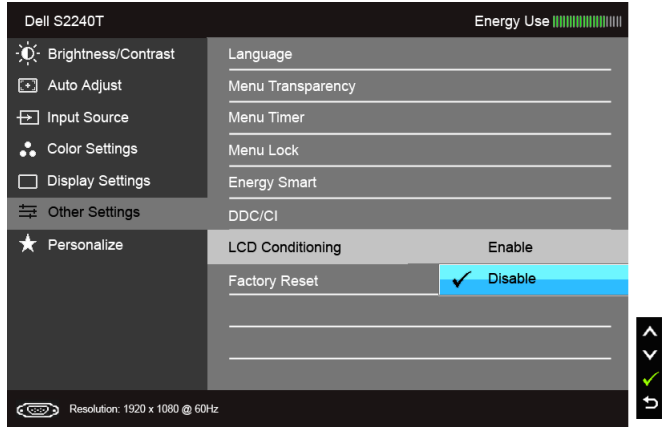 Dell S2240T Energy Use
Brightness/Contrast Language
Auto Adjust Menu Transparency
Input Source Menu Timer
Color Settings Menu Lock
Display Settings Energy Smart
Other Settings DDC/CI
Personalize LCD Conditioning Enable
Factory Reset Disable
Resolution: 1920 x 1080 @ 60Hz